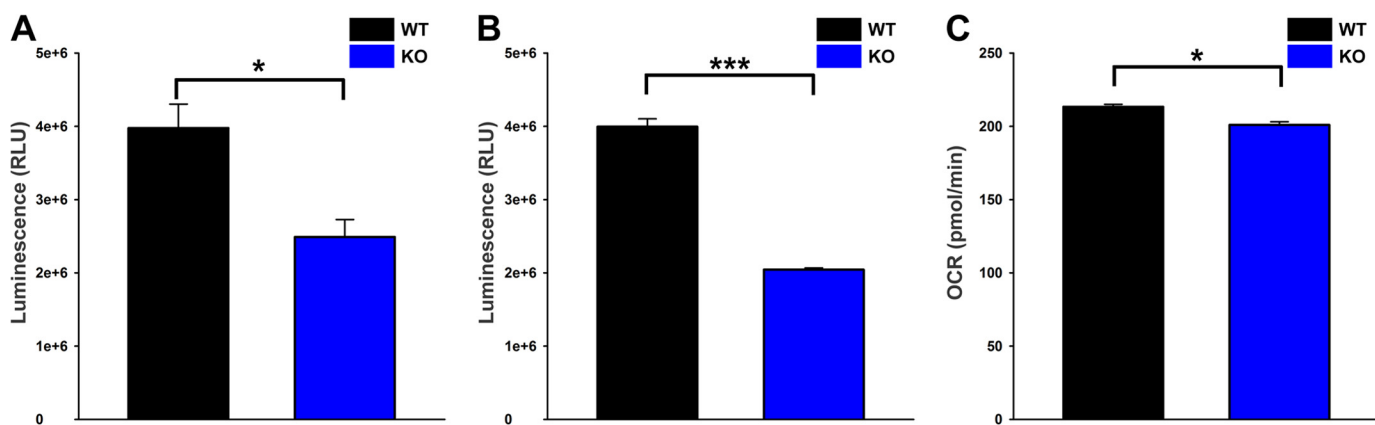 A
WT
KO
5e+6
4e+6
3e+6
2e+6
1e+6
0
Luminescence (RLU)
*
B
WT
KO
5e+6
4e+6
3e+6
2e+6
1e+6
0
Luminescence (RLU)
***
C
WT
KO
250
200
150
200
50
0
OCR (pmol/min)
*